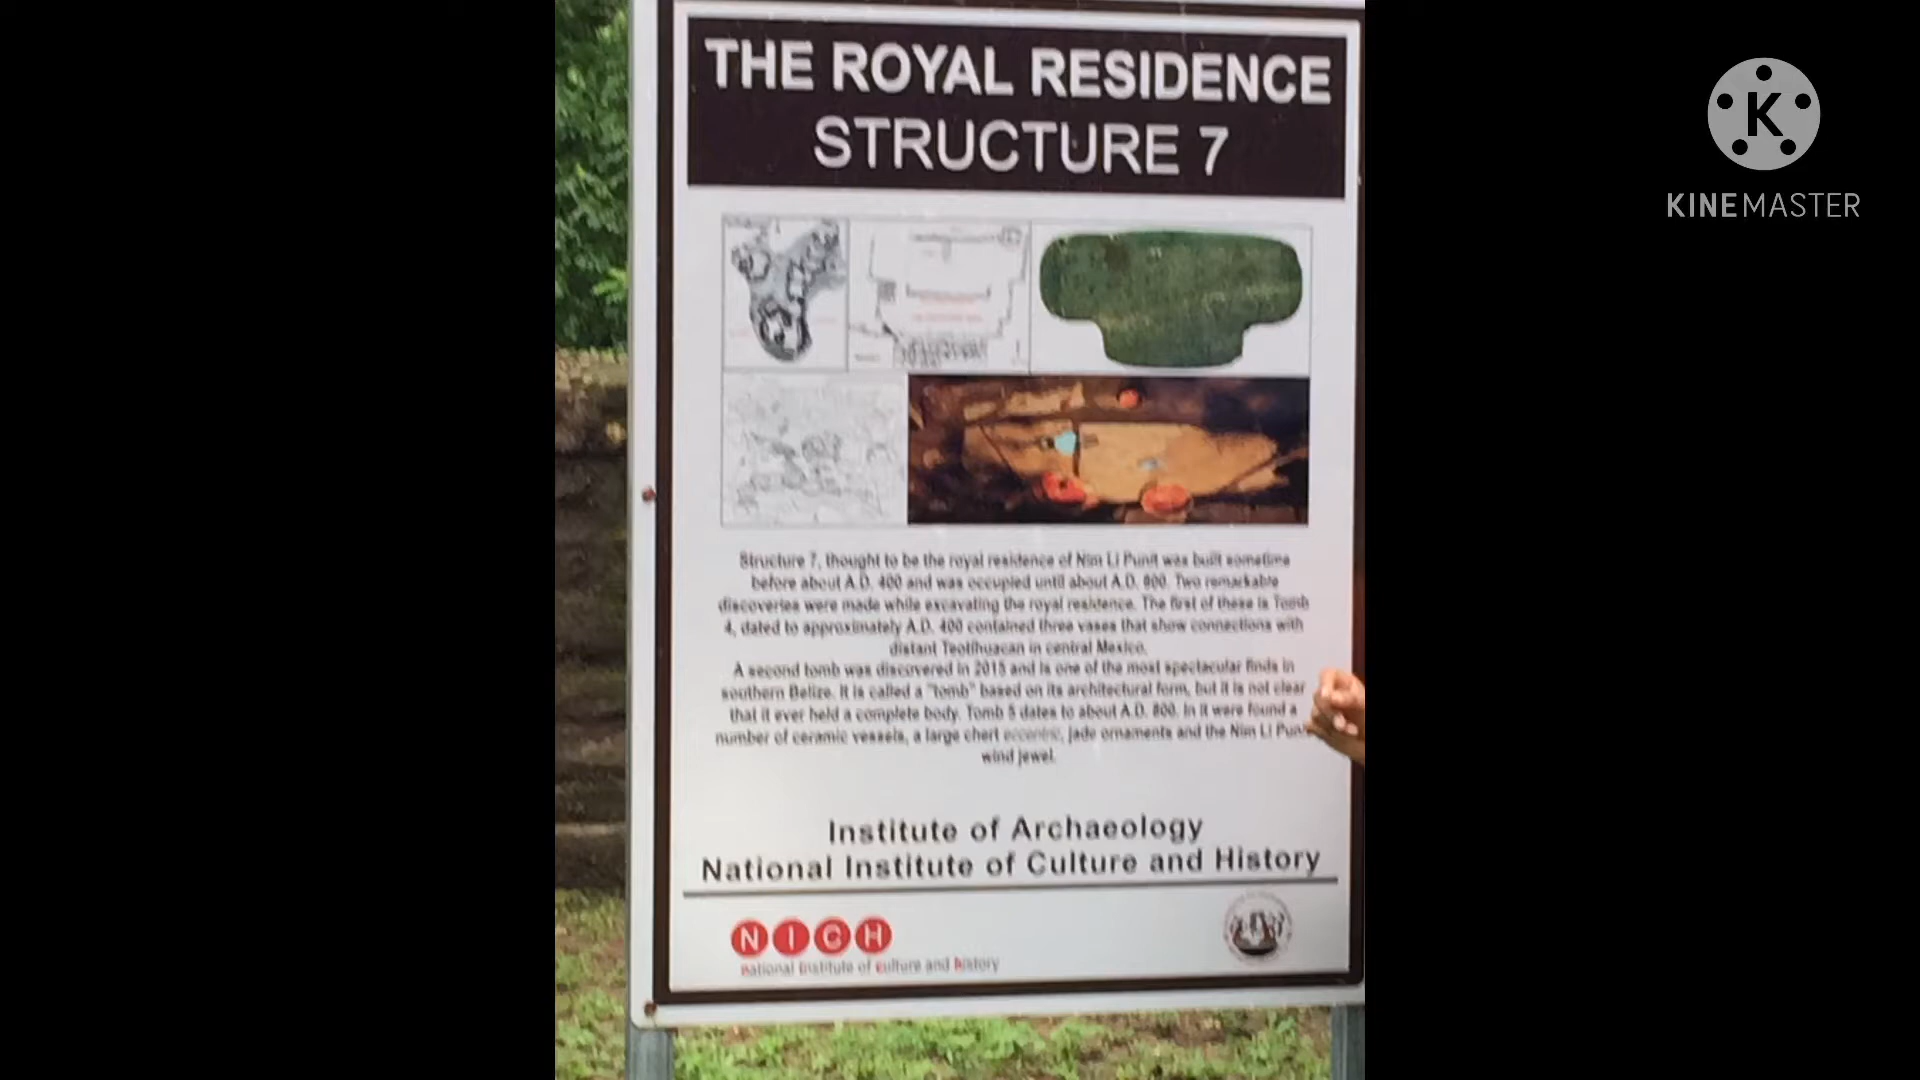 THE ROYAL RESIDENCE
STRUCTURE 7
Structure 7, thought to be the royal residence of Nim Li Punit was built sometime
before about A.D. 400 and was occupied until about A.D. 800. Two remarkable
discoveries were made while excavating the royal residence. The first of these is Tomb
4, dated to approximately A.D. 400 contained three vases that show connections with
distant Teotihuacan in central Mexico.
A second tomb was discovered in 2015 and is one of the most spectacular finds in
southern Belize. It is called a "tomb" based on its architectural form, but it is not clear
that it ever held a complete body. Tomb 5 dates to about A.D. 800. In it were found a
number of ceramic vessels, a large chert eccentric, jade ornaments and the Nim Li Punit
wind jewel.
Institute of Archaeology
National Institute of Culture and History
NICH
national institute of culture and history
K
KINEMASTER